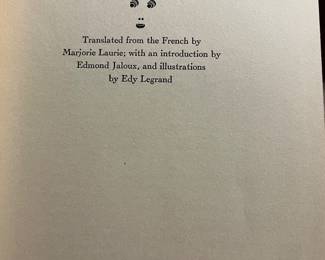 Translated from the French by
Marjorie Laurie; with an introduction by
Edmond Jaloux, and illustrations
by Edy Legrand